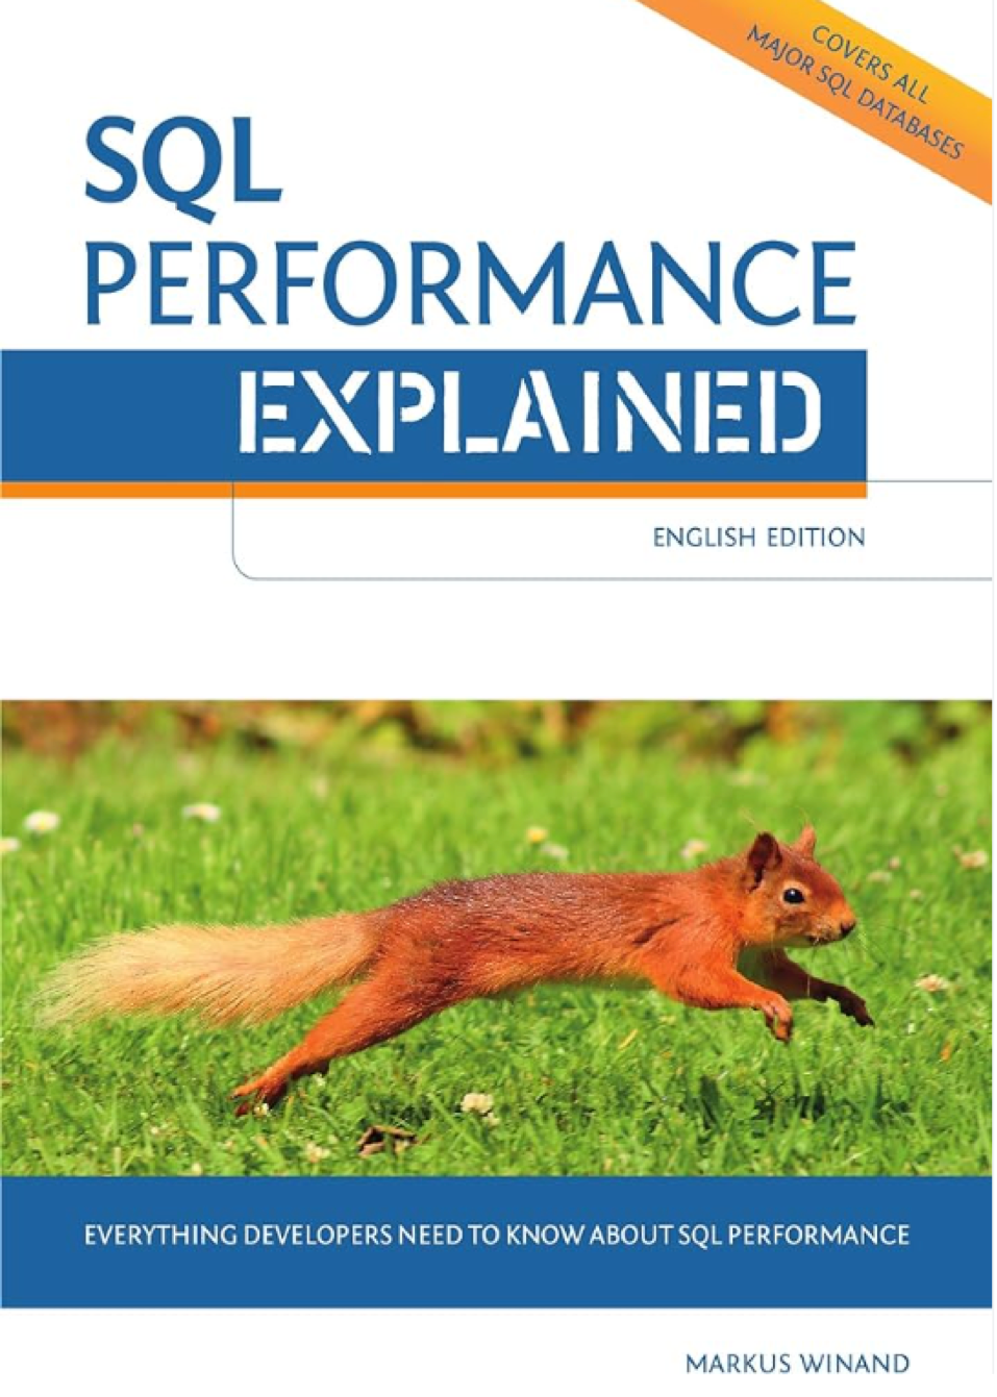 COVERS ALL
MAJOR SQL DATABASES
SQL
PERFORMANCE
EXPLAINED
ENGLISH EDITION
EVERYTHING DEVELOPERS NEED TO KNOW ABOUT SQL PERFORMANCE
MARKUS WINAND